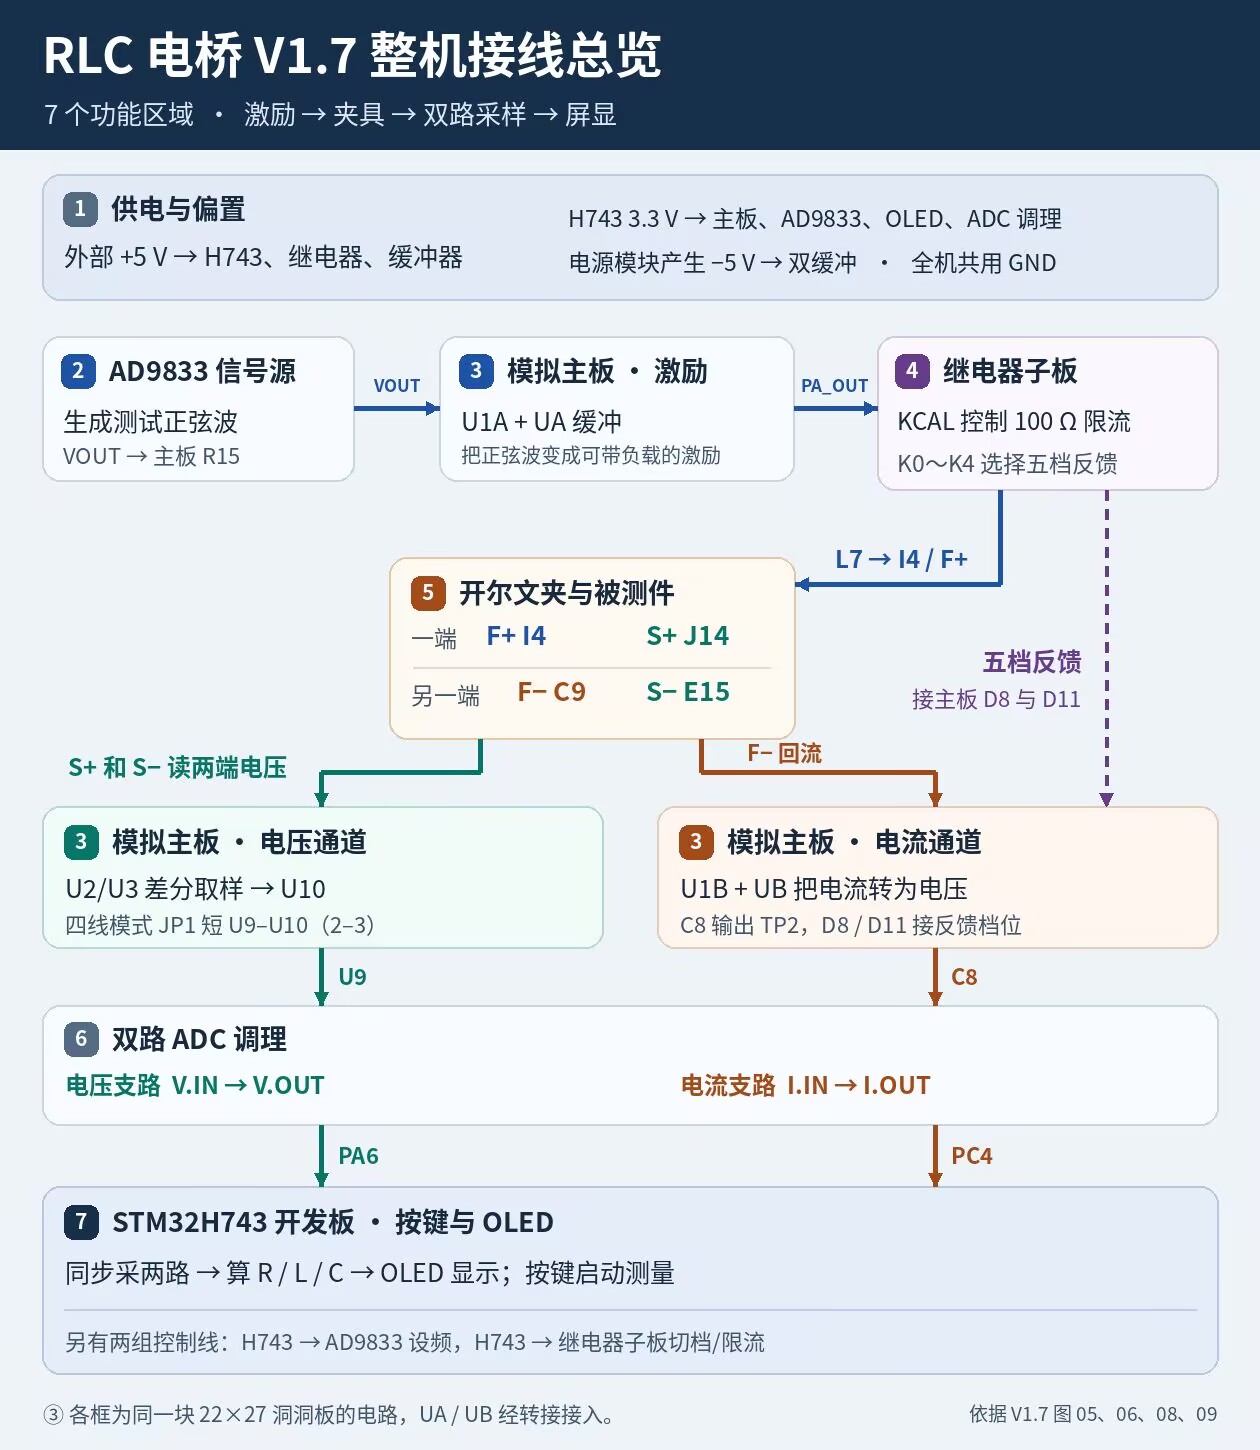 RLC 电桥 V1.7 整机接线总览
7 个功能区域 · 激励 → 夹具 → 双路采样 → 屏显
1 供电与偏置
外部 +5 V → H743、继电器、缓冲器
H743 3.3 V → 主板、AD9833、OLED、ADC 调理
电源模块产生 −5 V → 双缓冲 · 全机共用 GND
2 AD9833 信号源
生成测试正弦波
VOUT → 主板 R15
VOUT
3 模拟主板 · 激励
U1A + UA 缓冲
把正弦波变成可带负载的激励
PA_OUT
4 继电器子板
KCAL 控制 100 Ω 限流
K0～K4 选择五档反馈
L7 → I4 / F+
5 开尔文夹与被测件
一端 F+ I4 S+ J14
另一端 F− C9 S− E15
五档反馈
接主板 D8 与 D11
S+ 和 S− 读两端电压
F− 回流
3 模拟主板 · 电压通道
U2/U3 差分取样 → U10
四线模式 JP1 短 U9–U10（2–3）
3 模拟主板 · 电流通道
U1B + UB 把电流转为电压
C8 输出 TP2，D8 / D11 接反馈档位
U9
C8
6 双路 ADC 调理
电压支路 V.IN → V.OUT
电流支路 I.IN → I.OUT
PA6
PC4
7 STM32H743 开发板 · 按键与 OLED
同步采两路 → 算 R / L / C → OLED 显示；按键启动测量
另有两组控制线：H743 → AD9833 设频，H743 → 继电器子板切档/限流
③ 各框为同一块 22×27 洞洞板的电路，UA / UB 经转接接入。
依据 V1.7 图 05、06、08、09